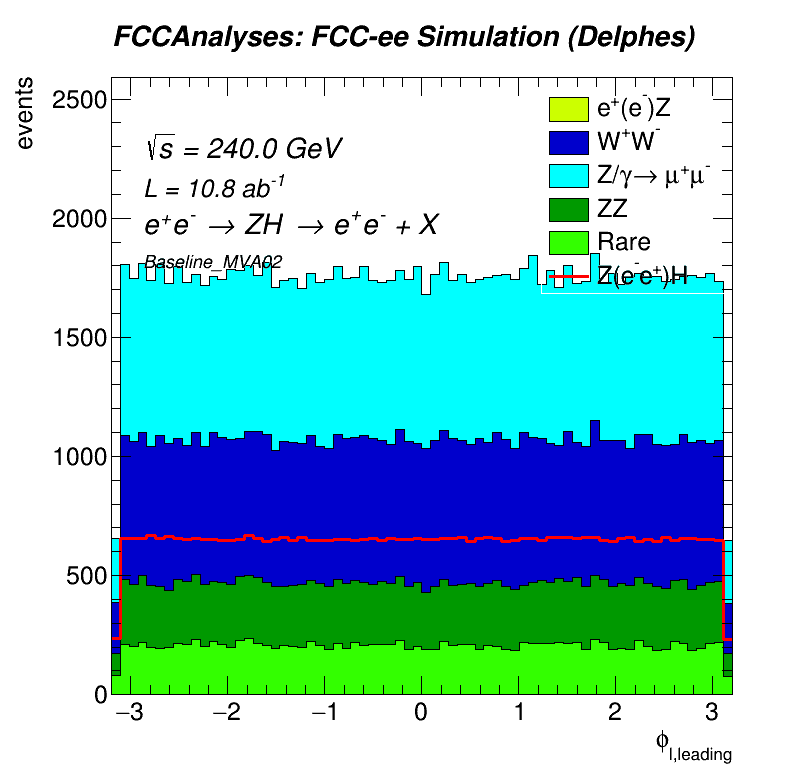 FCCAnalyses: FCC-ee Simulation (Delphes)
events
2500
2000
1500
1000
500
0
√s = 240.0 GeV
L = 10.8 ab⁻¹
e⁺e⁻ → ZH → e⁺e⁻ + X
Baseline_MVA02
e⁺(e⁻)Z
W⁺W⁻
Z/γ→ μ⁺μ⁻
ZZ
Rare
Z(e⁻e⁺)H
−3 −2 −1 0 1 2 3
ϕl,leading